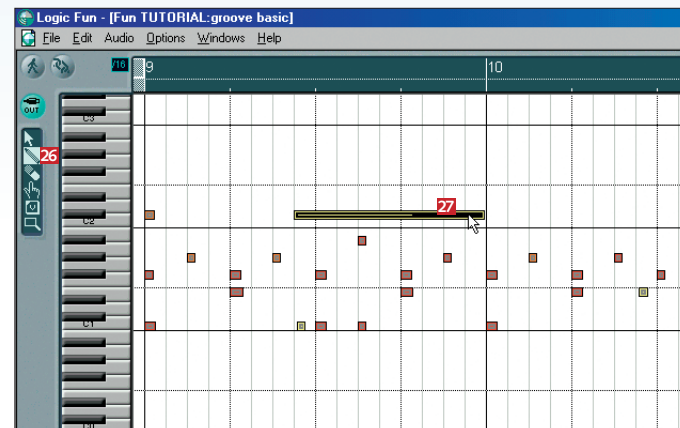 Logic Fun - [Fun TUTORIAL:groove basic]
File Edit Audio Options Windows Help
/16 9 10
OUT
C3
26
V
27
C2
C1
C0